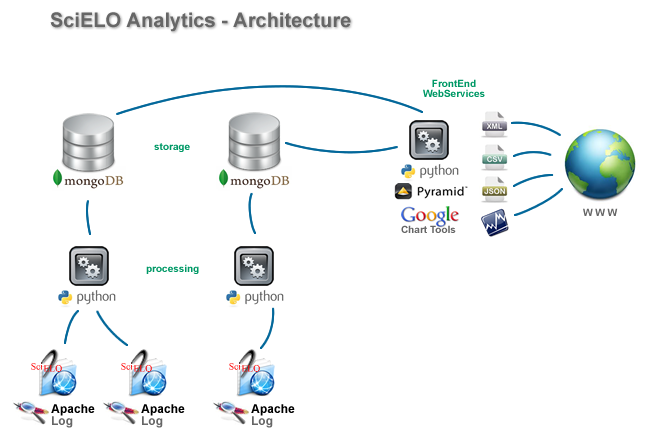 SciELO Analytics - Architecture
FrontEnd
WebServices
XML
storage
CSV
mongoDB
mongoDB
python
JSON
Pyramid
Google
Chart Tools
WWW
processing
python
python
SciELO
SciELO
SciELO
Apache
Log
Apache
Log
Apache
Log